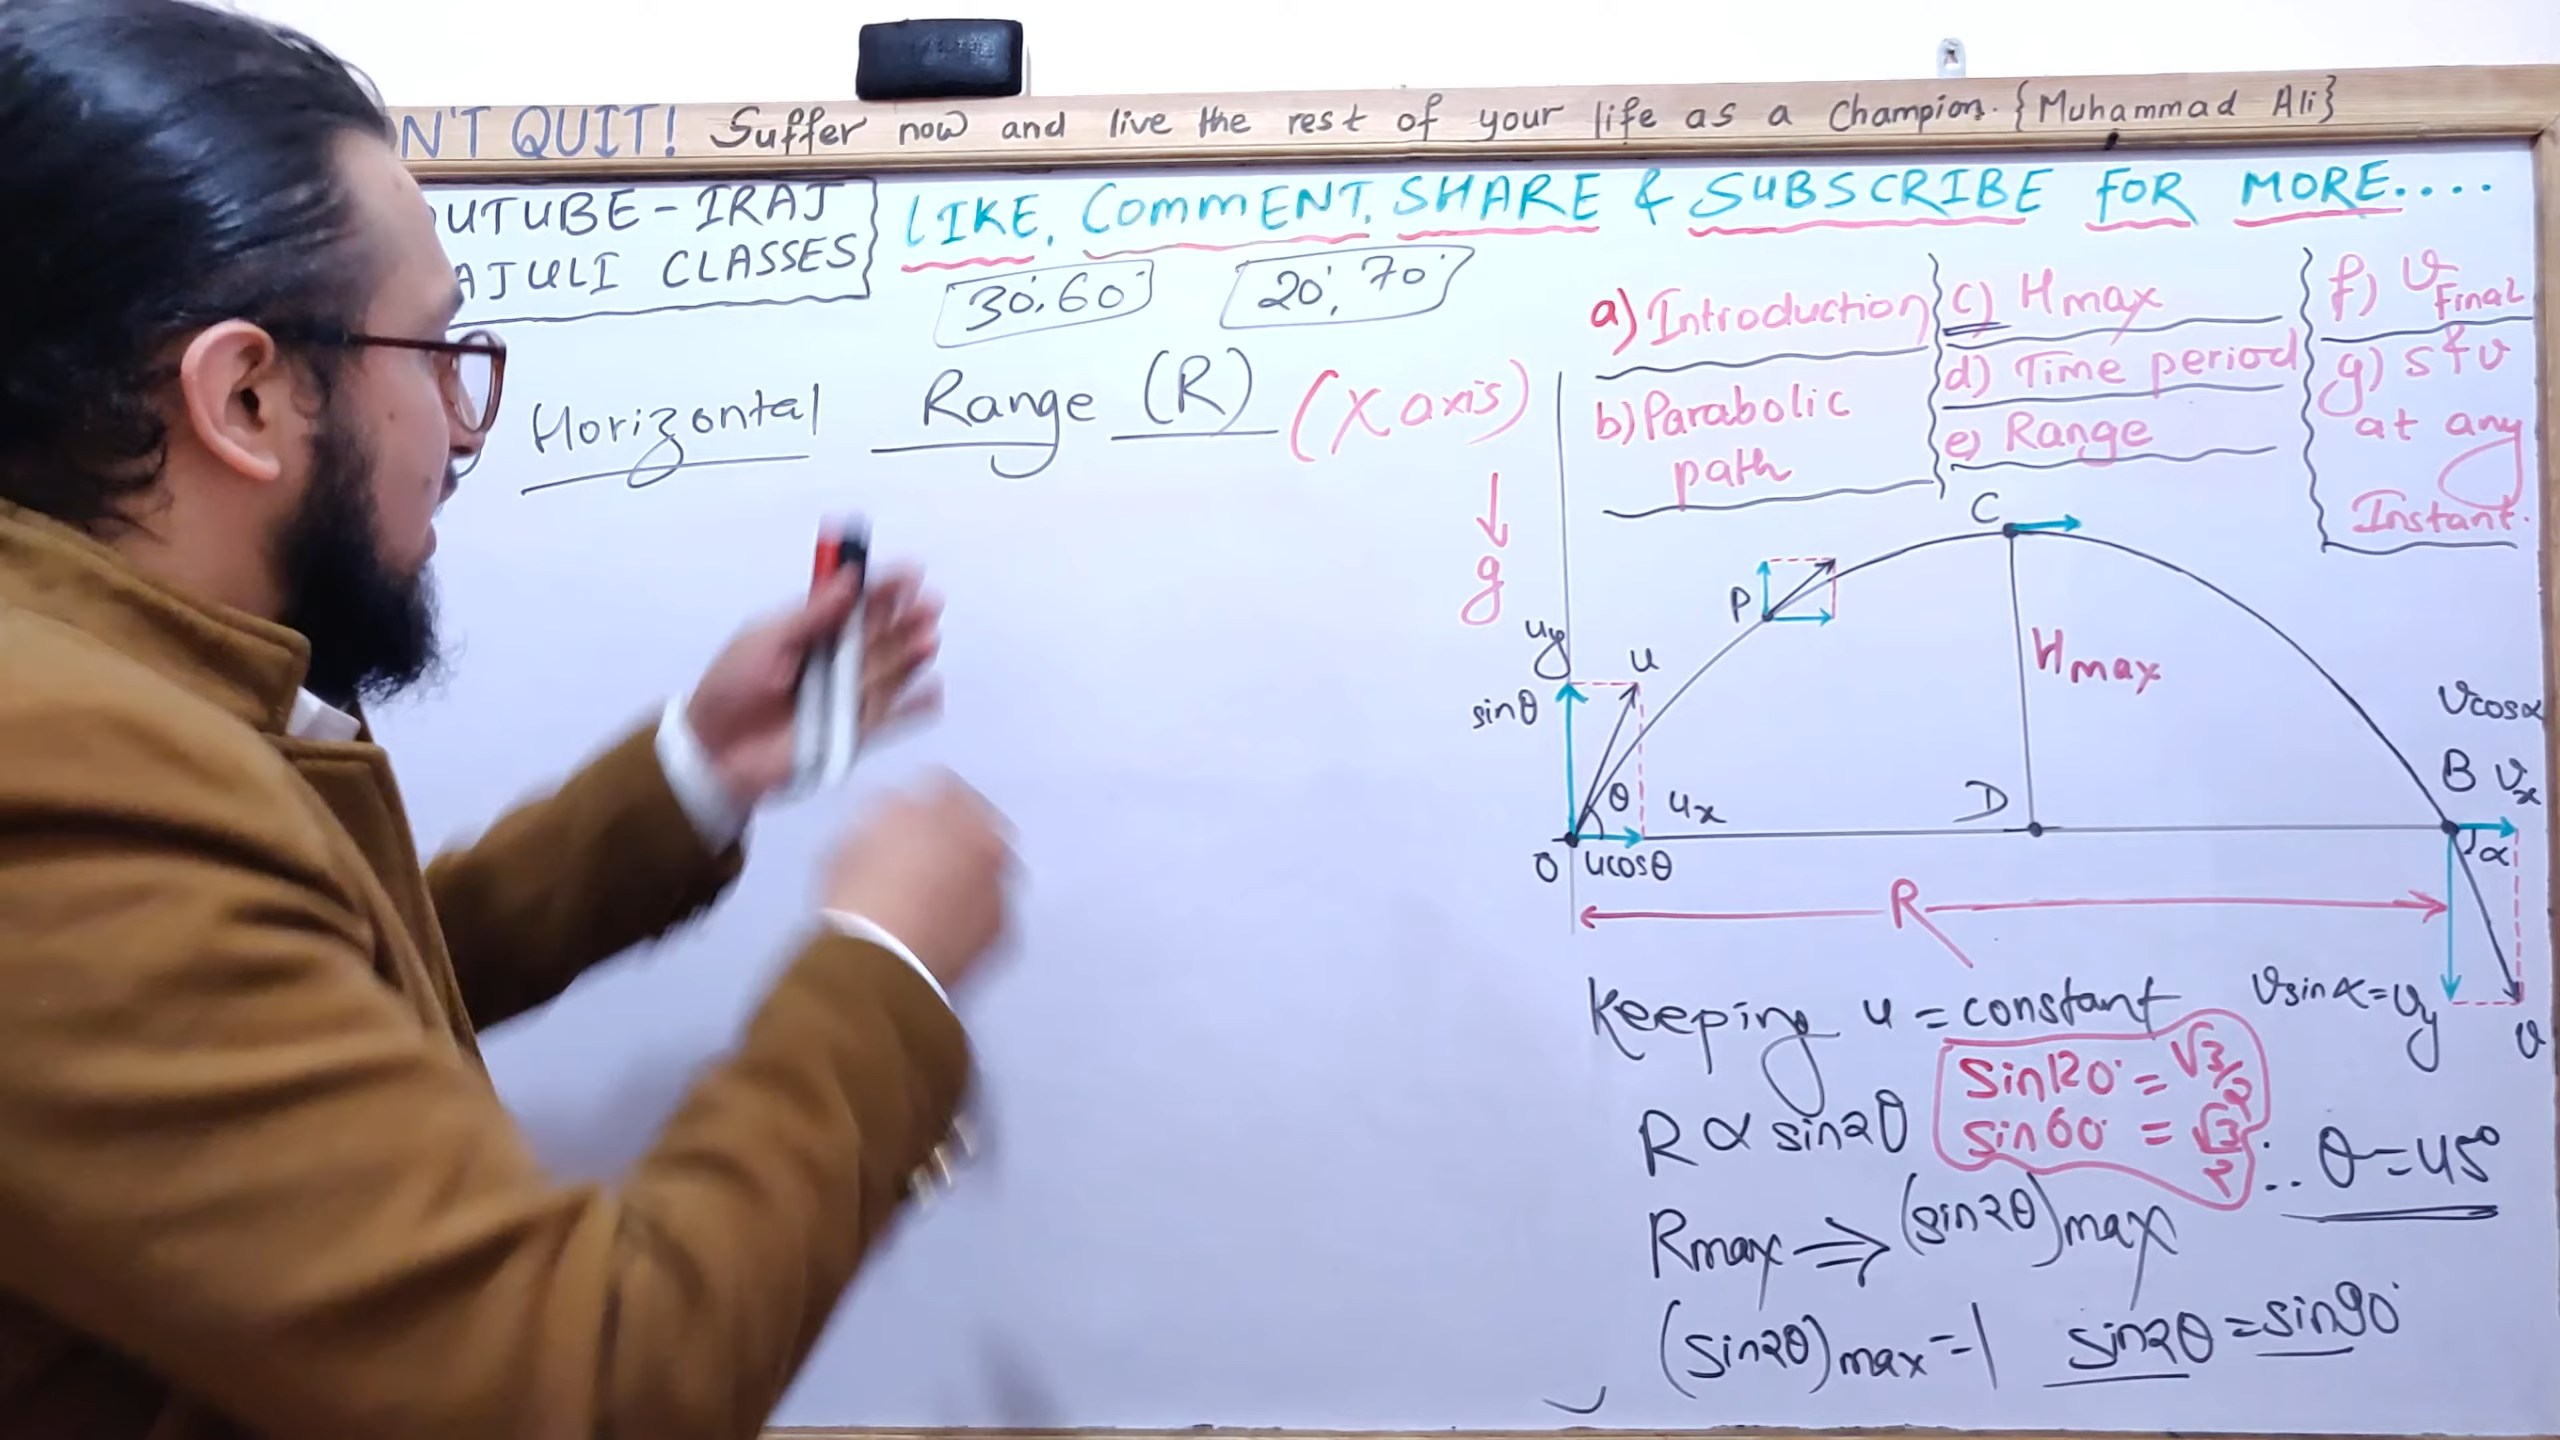 N'T QUIT! Suffer now and live the rest of your life as a Champion. {Muhammad Ali}
UTUBE - IRAJ
AJULI CLASSES
LIKE, COMMENT, SHARE & SUBSCRIBE FOR MORE....
30°, 60°
20°, 70°
Horizontal Range (R) (X axis)
↓
g
a) Introduction
b) Parabolic
path
c) Hmax
d) Time period
e) Range
f) vFinal
g) s & v
at any
Instant.
C
P
Hmax
uy
u
sinθ
θ
ux
D
O
ucosθ
vcosα
B vx
α
R
vsinα = vy
v
Keeping u = constant
Sin120° = √3/2
sin60° = √3/2
R ∝ sin2θ
∴ θ = 45°
Rmax ⇒ (sin2θ)max
(sin2θ)max = 1 sin2θ = sin90°